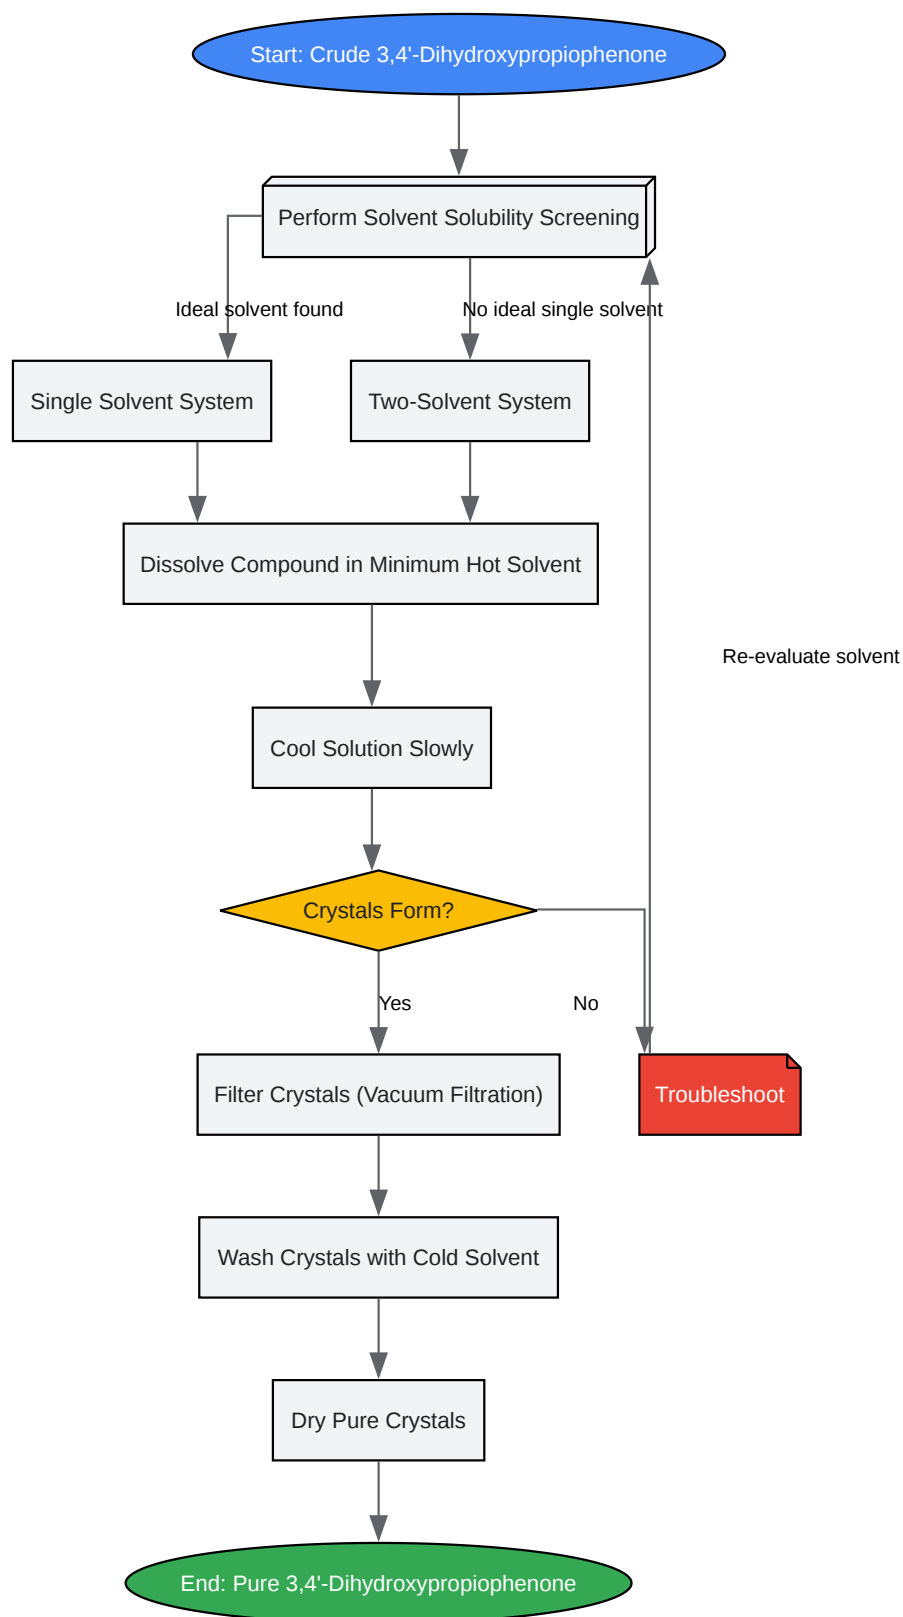 Start: Crude 3,4'-Dihydroxypropiophenone
Perform Solvent Solubility Screening
Ideal solvent found
No ideal single solvent
Single Solvent System
Two-Solvent System
Dissolve Compound in Minimum Hot Solvent
Re-evaluate solvent
Cool Solution Slowly
Crystals Form?
Yes
No
Filter Crystals (Vacuum Filtration)
Troubleshoot
Wash Crystals with Cold Solvent
Dry Pure Crystals
End: Pure 3,4'-Dihydroxypropiophenone